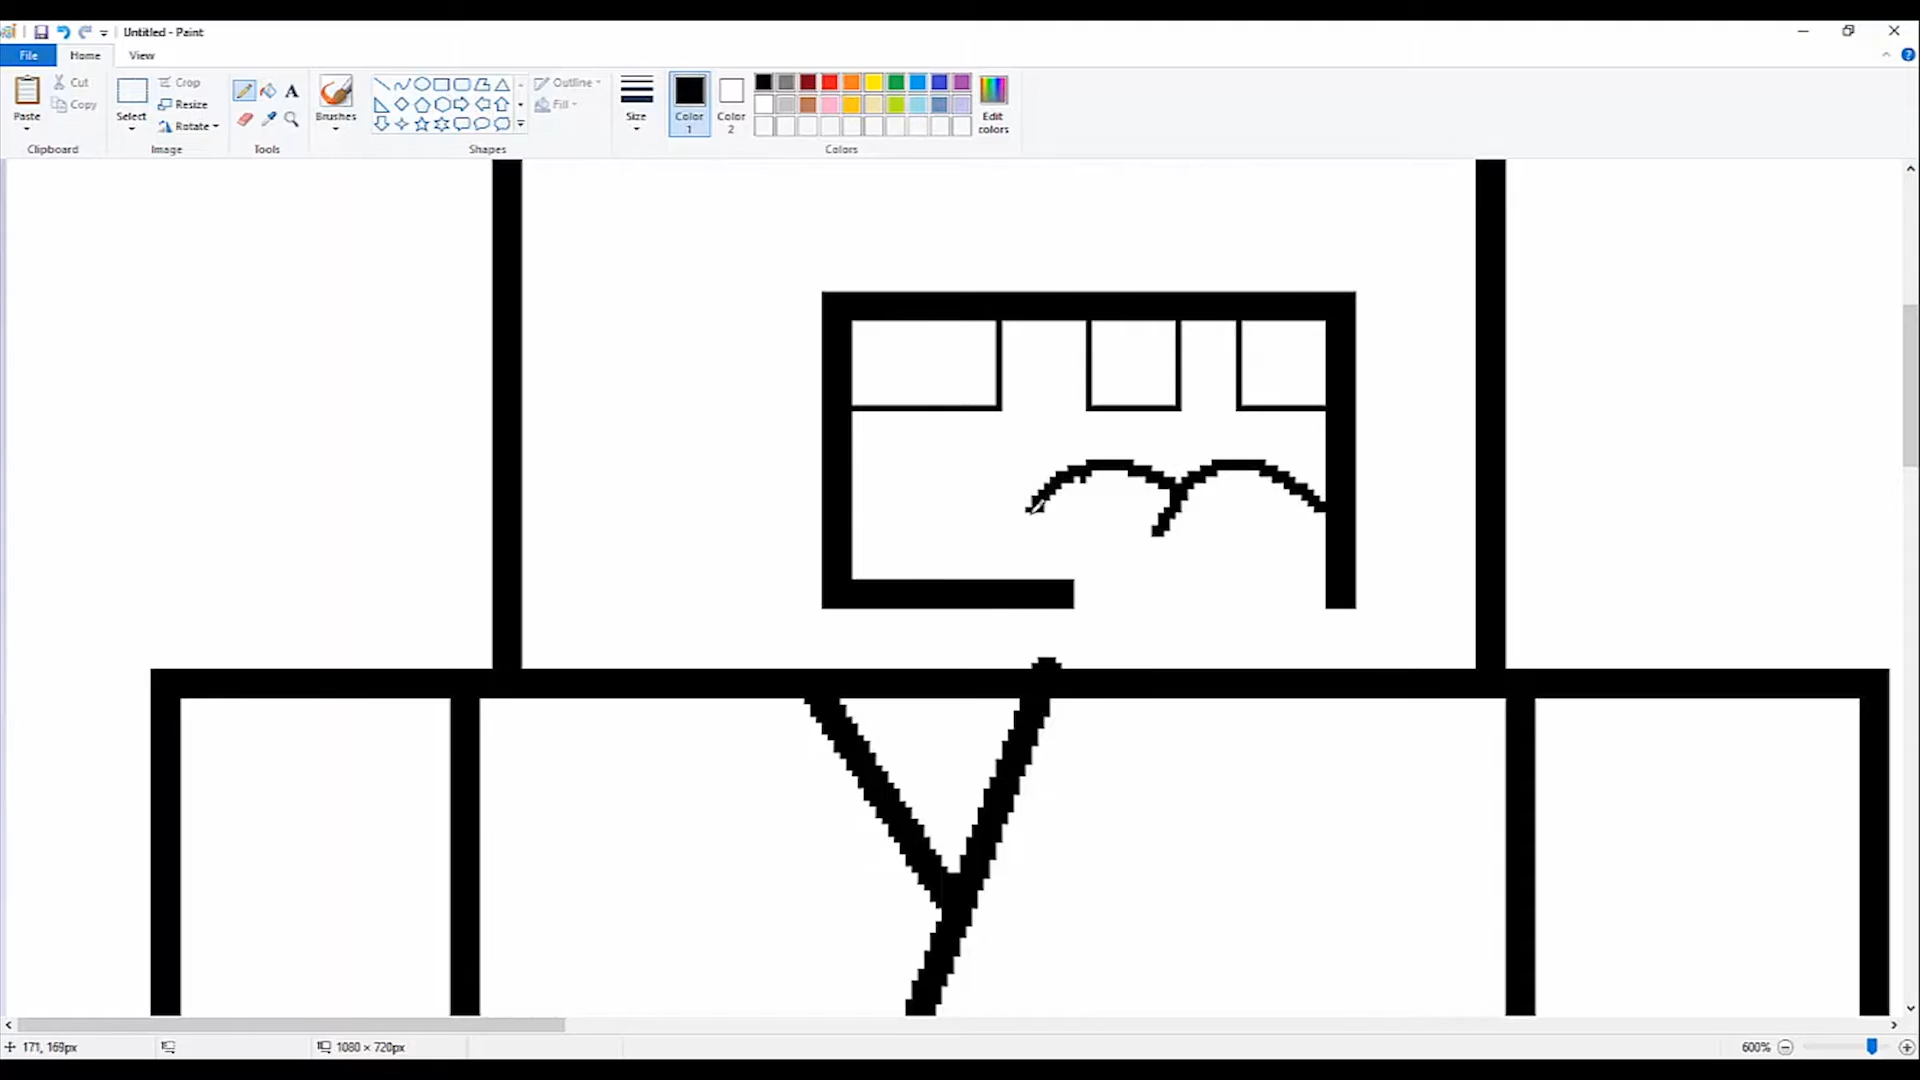 Untitled - Paint
File Home View
Paste
Cut
Copy
Clipboard
Select
Crop
Resize
Rotate
Image
A
Tools
Brushes
Shapes
Outline
Fill
Size
Color 1
Color 2
Edit colors
Colors
171, 169px
1080 × 720px
600%